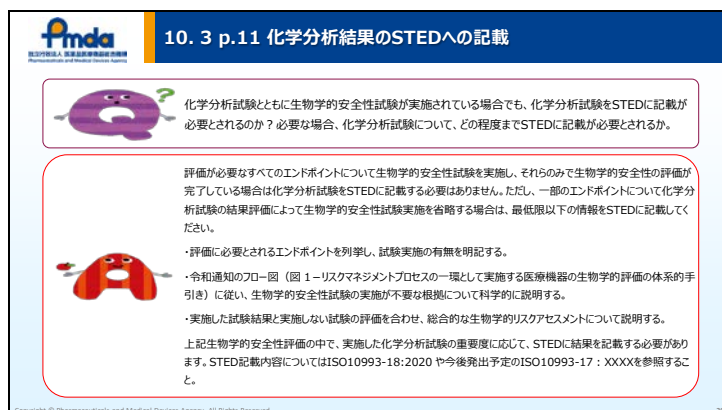 Pmda
独立行政法人 医薬品医療機器総合機構
Pharmaceuticals and Medical Devices Agency
10. 3 p.11 化学分析結果のSTEDへの記載
Q?
化学分析試験とともに生物学的安全性試験が実施されている場合でも、化学分析試験をSTEDに記載が
必要とされるのか？必要な場合、化学分析試験について、どの程度までSTEDに記載が必要とされるか。
A
評価が必要なすべてのエンドポイントについて生物学的安全性試験を実施し、それらのみで生物学的安全性の評価が
完了している場合は化学分析試験をSTEDに記載する必要はありません。ただし、一部のエンドポイントについて化学分
析試験の結果評価によって生物学的安全性試験実施を省略する場合は、最低限以下の情報をSTEDに記載してく
ださい。
・評価に必要とされるエンドポイントを列挙し、試験実施の有無を明記する。
・令和通知のフロー図（図 1－リスクマネジメントプロセスの一環として実施する医療機器の生物学的評価の体系的手
引き）に従い、生物学的安全性試験の実施が不要な根拠について科学的に説明する。
・実施した試験結果と実施しない試験の評価を合わせ、総合的な生物学的リスクアセスメントについて説明する。
上記生物学的安全性評価の中で、実施した化学分析試験の重要度に応じて、STEDに結果を記載する必要があり
ます。STED記載内容についてはISO10993-18:2020 や今後発出予定のISO10993-17：XXXXを参照するこ
と。
Copyright © Pharmaceuticals and Medical Devices Agency, All Rights Reserved.